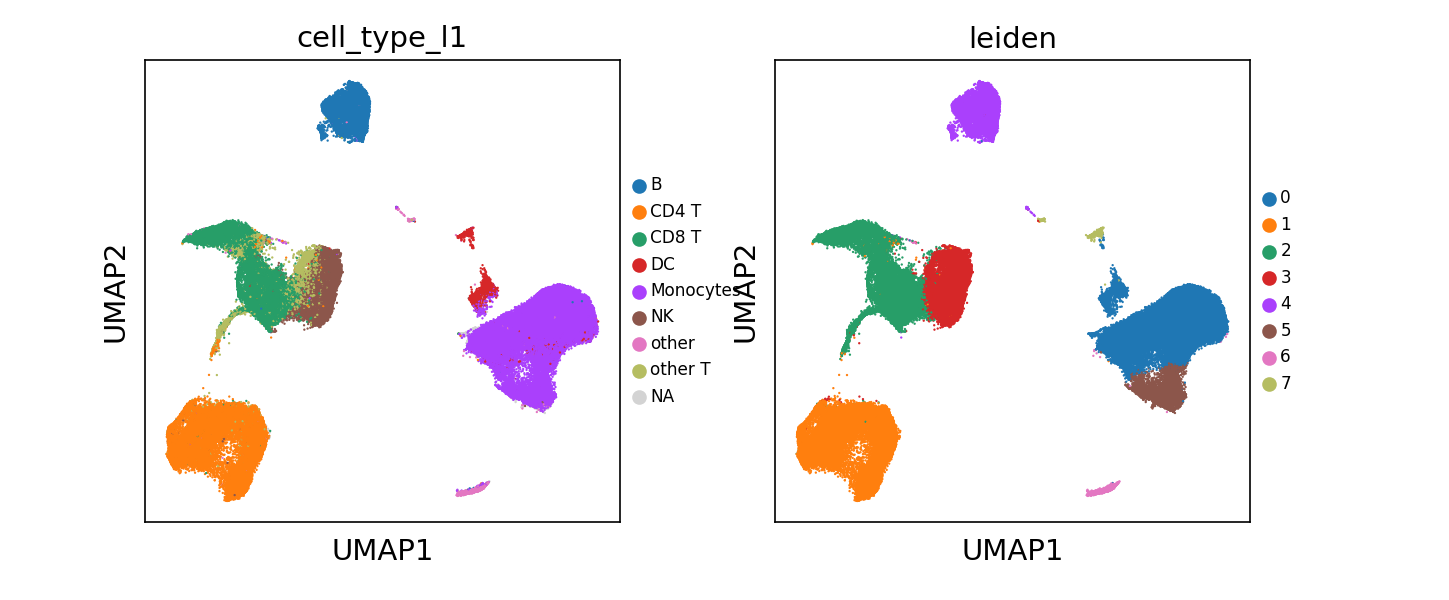 cell_type_l1
UMAP2
UMAP1
B
CD4 T
CD8 T
DC
Monocytes
NK
other
other T
NA
leiden
UMAP2
UMAP1
0
1
2
3
4
5
6
7